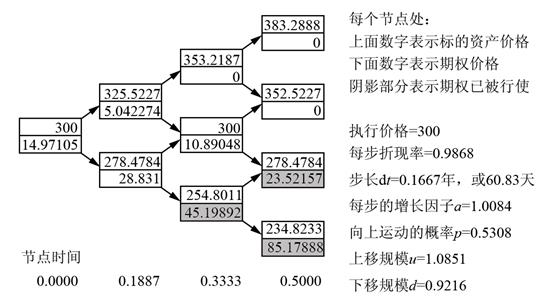 383.2888
0
353.2187
0
325.5227
5.042274
352.5227
0
300
14.97105
300
10.89048
278.4784
28.831
278.4784
23.52157
254.8011
45.19892
234.8233
85.17888
节点时间
0.0000 0.1887 0.3333 0.5000
每个节点处：
上面数字表示标的资产价格
下面数字表示期权价格
阴影部分表示期权已被行使
执行价格=300
每步折现率=0.9868
步长dt=0.1667年，或60.83天
每步的增长因子a=1.0084
向上运动的概率p=0.5308
上移规模u=1.0851
下移规模d=0.9216